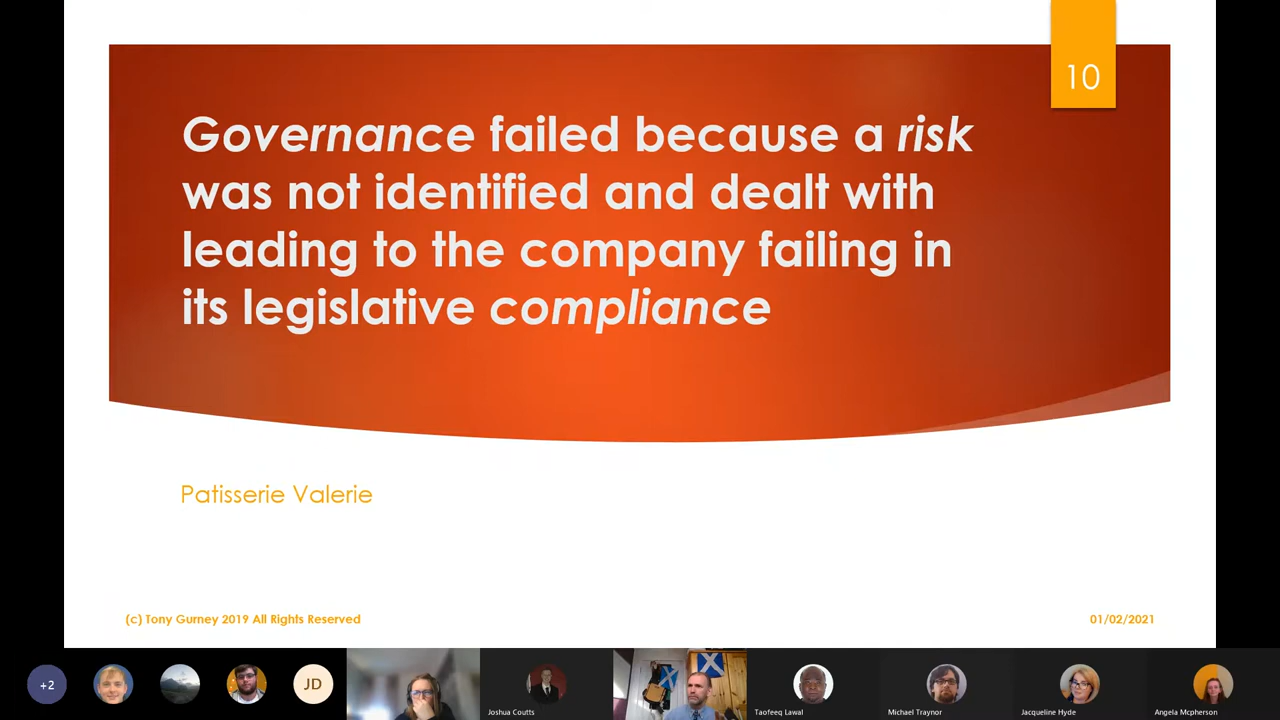 10
Governance failed because a risk
was not identified and dealt with
leading to the company failing in
its legislative compliance
Patisserie Valerie
(c) Tony Gurney 2019 All Rights Reserved
01/02/2021
+2
JD
Joshua Coutts
Taofeeq Lawal
Michael Traynor
Jacqueline Hyde
Angela Mcpherson